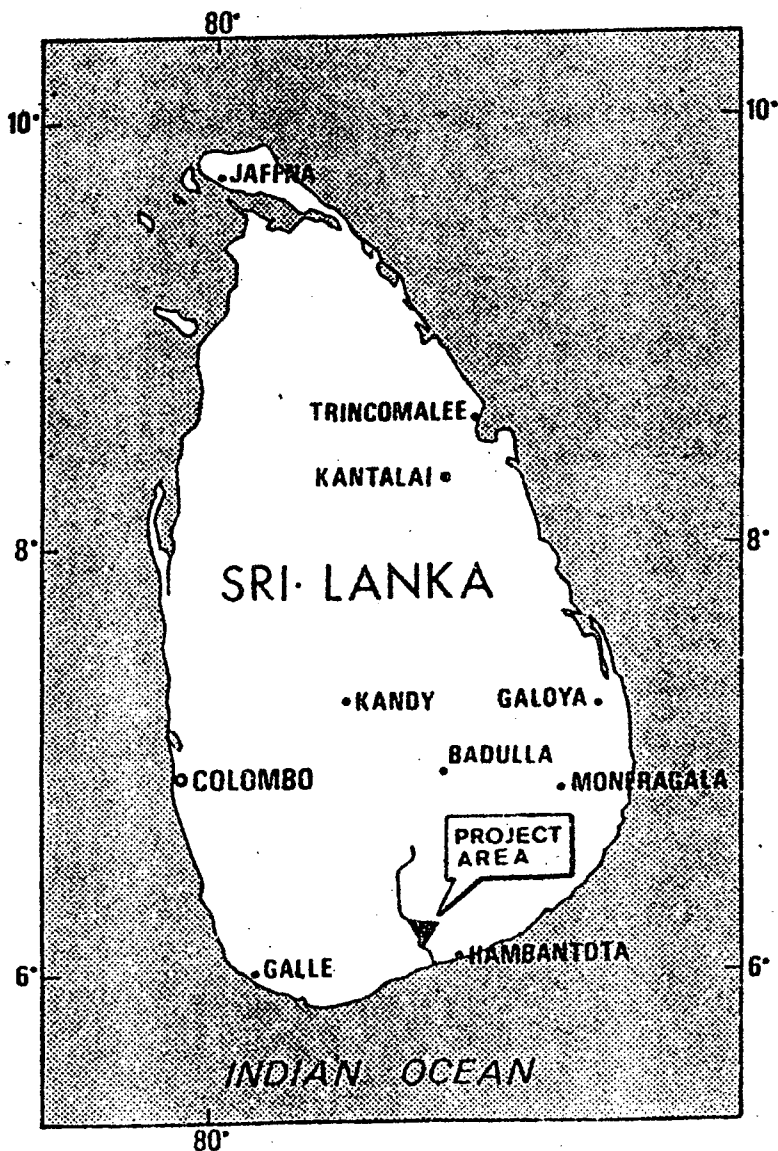 80°
10°
10°
JAFFNA
TRINCOMALEE
KANTALAI
8°
8°
SRI· LANKA
KANDY
GALOYA
BADULLA
COLOMBO
MONERAGALA
PROJECT
AREA
HAMBANTOTA
6°
GALLE
6°
INDIAN OCEAN
80°